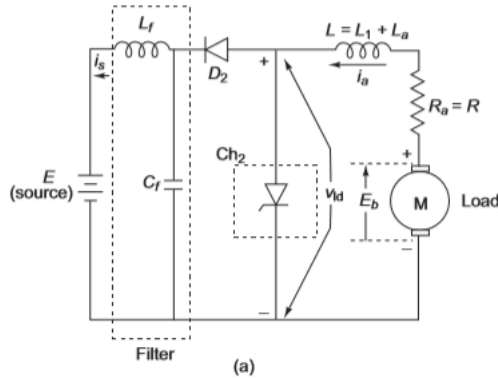 L_f
L = L_1 + L_a
i_s
D_2
+
i_a
R_a = R
Ch_2
+
E
(source)
C_f
v_ld
E_b
M
Load
−
−
Filter
(a)